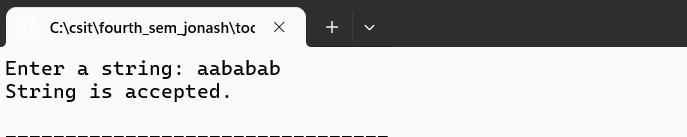 C:\csit\fourth_sem_jonash\toc
Enter a string: aababab
String is accepted.
--------------------------------